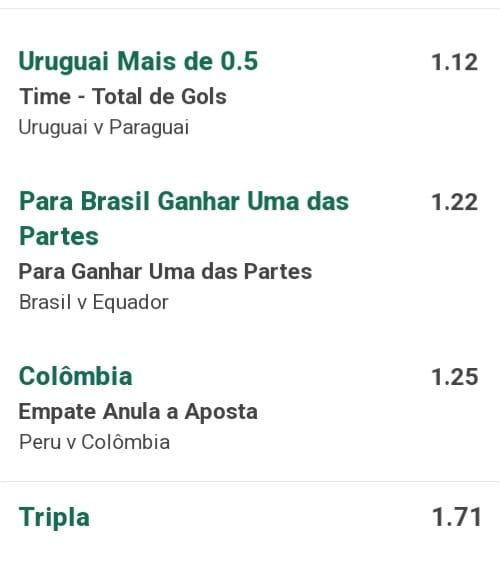 Uruguai Mais de 0.5 1.12
Time - Total de Gols
Uruguai v Paraguai
Para Brasil Ganhar Uma das 1.22
Partes
Para Ganhar Uma das Partes
Brasil v Equador
Colômbia 1.25
Empate Anula a Aposta
Peru v Colômbia
Tripla 1.71